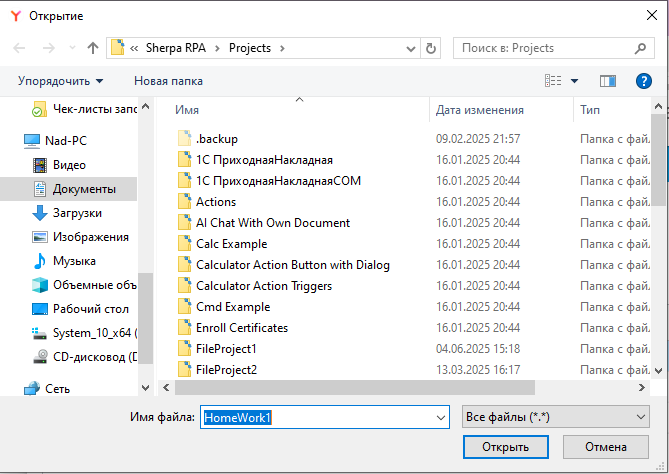 Открытие
Sherpa RPA
Projects
Поиск в: Projects
Упорядочить
Новая папка
Чек-листы запо
Nad-PC
Видео
Документы
Загрузки
Изображения
Музыка
Объемные объ
Рабочий стол
System_10_x64 (
CD-дисковод (D
Сеть
Имя Дата изменения Тип
.backup 09.02.2025 21:57 Папка с фай.
1С ПриходнаяНакладная 16.01.2025 20:44 Папка с фай.
1С ПриходнаяНакладнаяCOM 16.01.2025 20:44 Папка с фай.
Actions 16.01.2025 20:44 Папка с фай.
AI Chat With Own Document 16.01.2025 20:44 Папка с фай.
Calc Example 16.01.2025 20:44 Папка с фай.
Calculator Action Button with Dialog 16.01.2025 20:44 Папка с фай.
Calculator Action Triggers 16.01.2025 20:44 Папка с фай.
Cmd Example 16.01.2025 20:44 Папка с фай.
Enroll Certificates 16.01.2025 20:44 Папка с фай.
FileProject1 04.06.2025 15:18 Папка с фай.
FileProject2 13.03.2025 16:17 Папка с фай.
Имя файла: HomeWork1 Все файлы (*.*)
Открыть Отмена